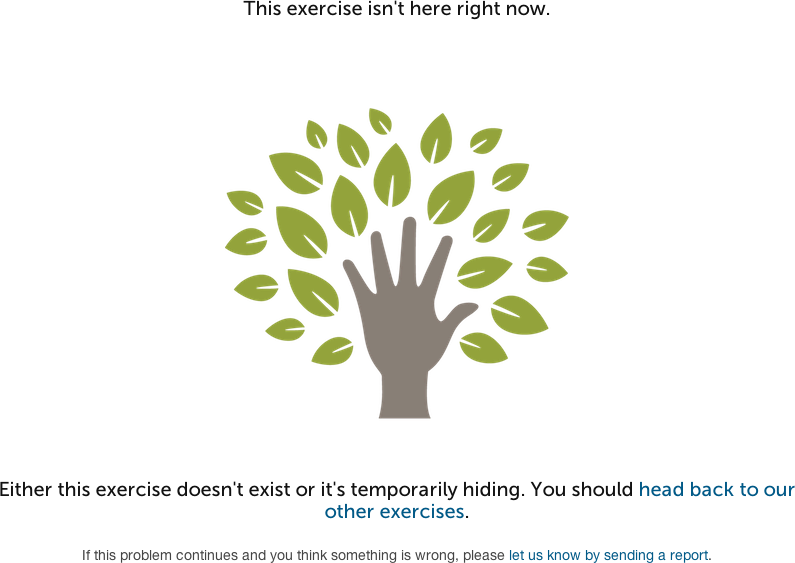 This exercise isn't here right now.
Either this exercise doesn't exist or it's temporarily hiding. You should head back to our
other exercises.
If this problem continues and you think something is wrong, please let us know by sending a report.